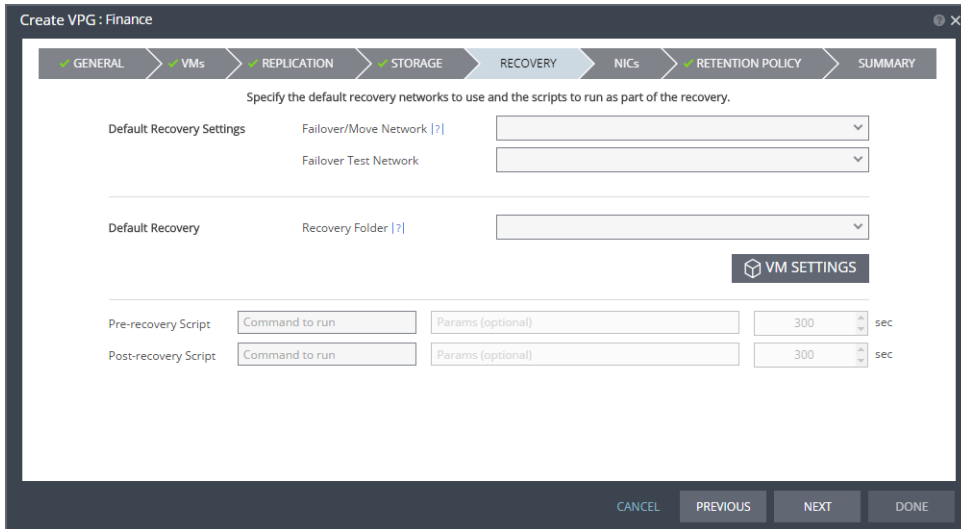 Create VPG : Finance
GENERAL VMs REPLICATION STORAGE RECOVERY NICs RETENTION POLICY SUMMARY
Specify the default recovery networks to use and the scripts to run as part of the recovery.
Default Recovery Settings Failover/Move Network |?|
Failover Test Network
Default Recovery Recovery Folder |?|
VM SETTINGS
Pre-recovery Script Command to run Params (optional) 300 sec
Post-recovery Script Command to run Params (optional) 300 sec
CANCEL PREVIOUS NEXT DONE